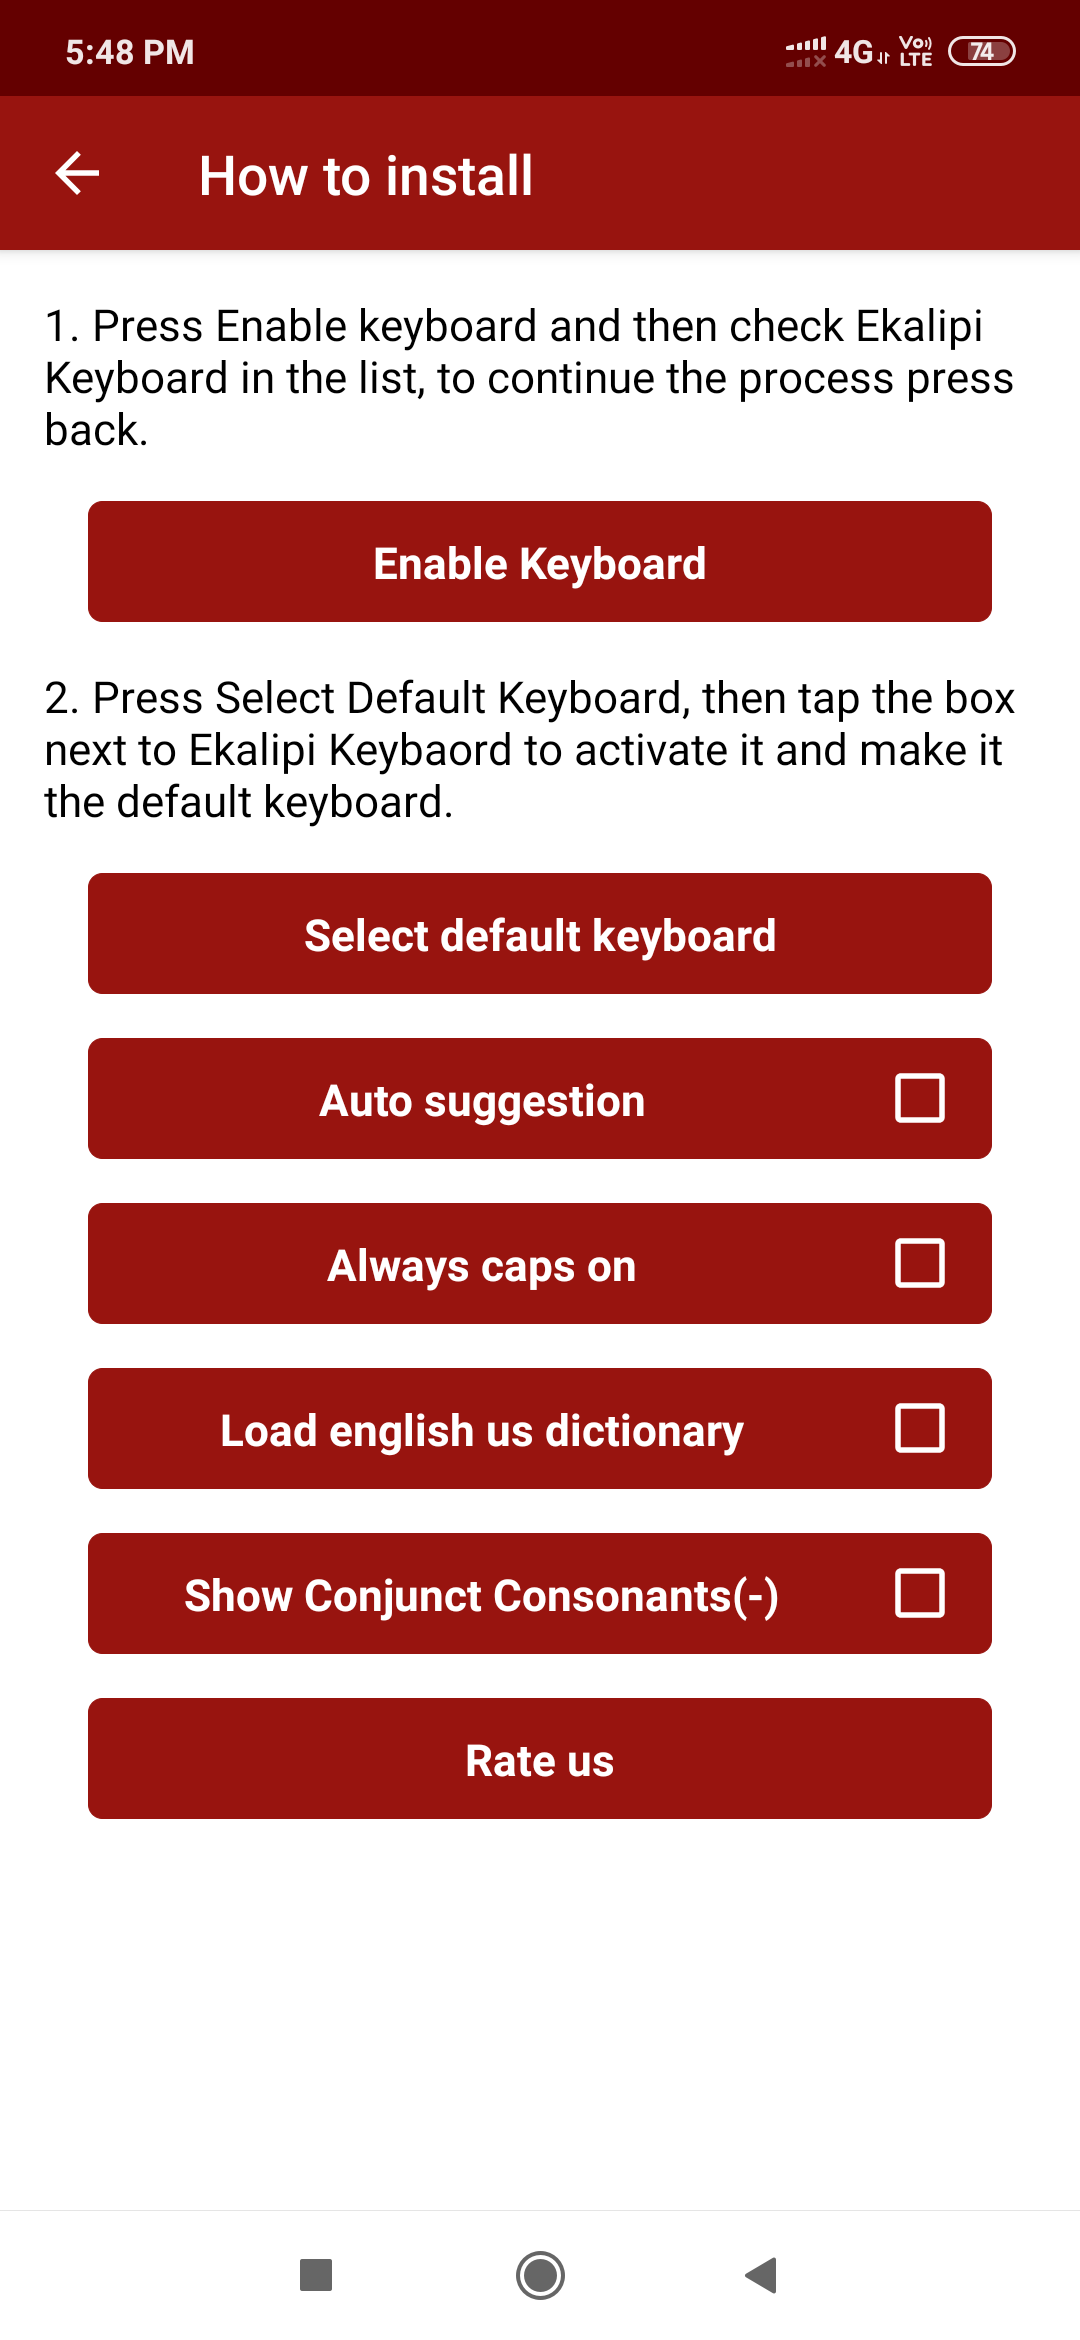 5:48 PM 4G Vo)) LTE 74
How to install
1. Press Enable keyboard and then check Ekalipi
Keyboard in the list, to continue the process press
back.
Enable Keyboard
2. Press Select Default Keyboard, then tap the box
next to Ekalipi Keybaord to activate it and make it
the default keyboard.
Select default keyboard
Auto suggestion
Always caps on
Load english us dictionary
Show Conjunct Consonants(-)
Rate us